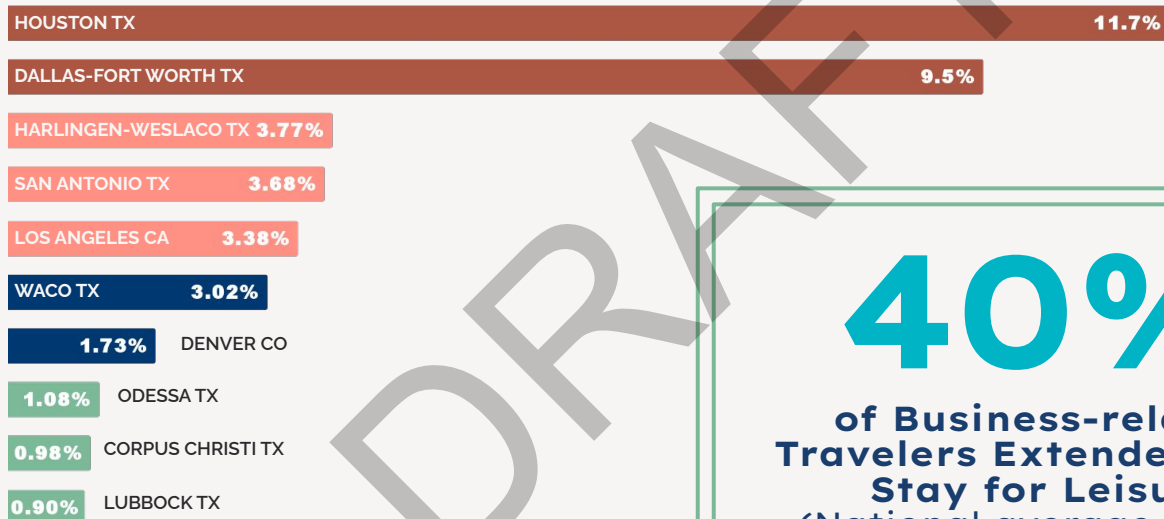 HOUSTON TX 11.7%
DALLAS-FORT WORTH TX 9.5%
HARLINGEN-WESLACO TX 3.77%
SAN ANTONIO TX 3.68%
LOS ANGELES CA 3.38%
WACO TX 3.02%
1.73% DENVER CO
1.08% ODESSA TX
0.98% CORPUS CHRISTI TX
0.90% LUBBOCK TX
40%
of Business-rel
Travelers Extende
Stay for Leisu
(National average
DRAFT